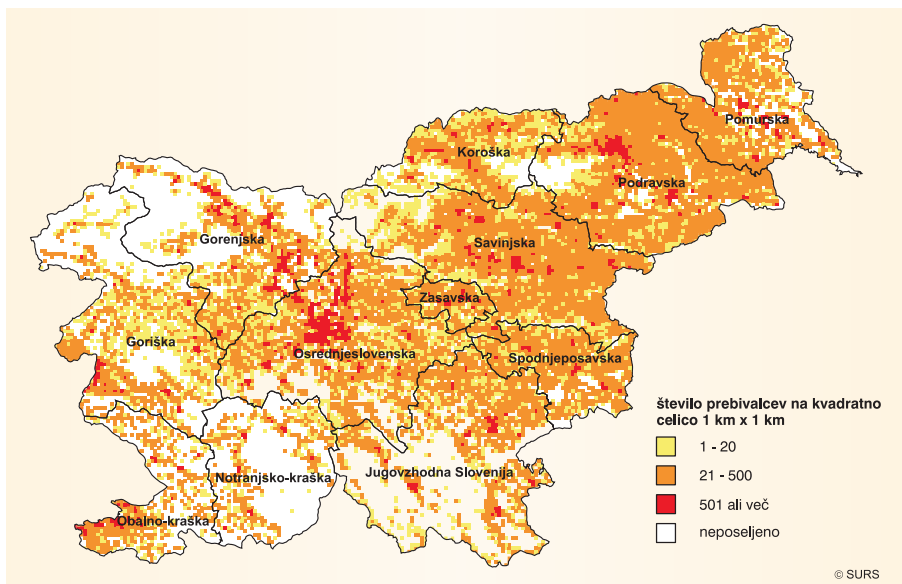 Pomurska
Koroška
Podravska
Gorenjska
Savinjska
Zasavska
Goriška
Osrednjeslovenska
Spodnjeposavska
Notranjsko-kraška
Jugovzhodna Slovenija
Obalno-kraška
število prebivalcev na kvadratno
celico 1 km x 1 km
1 - 20
21 - 500
501 ali več
neposeljeno
© SURS